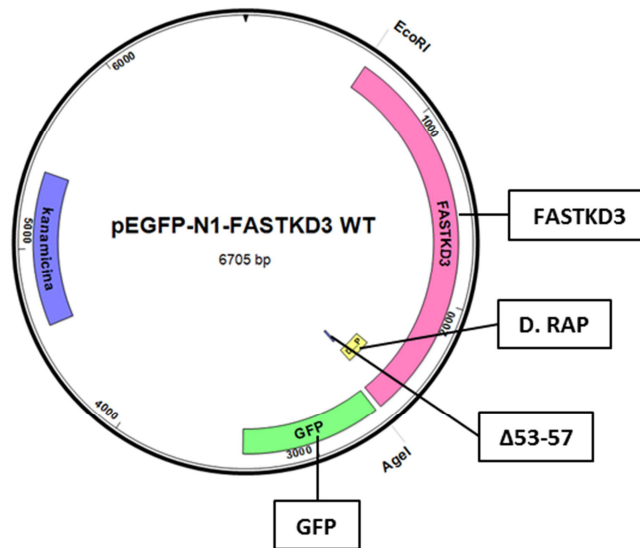 EcoRI
6000
1000
FASTKD3
FASTKD3
kanamicina
5000
pEGFP-N1-FASTKD3 WT
6705 bp
2000
D. RAP
4000
GFP
3000
AgeI
Δ53-57
GFP